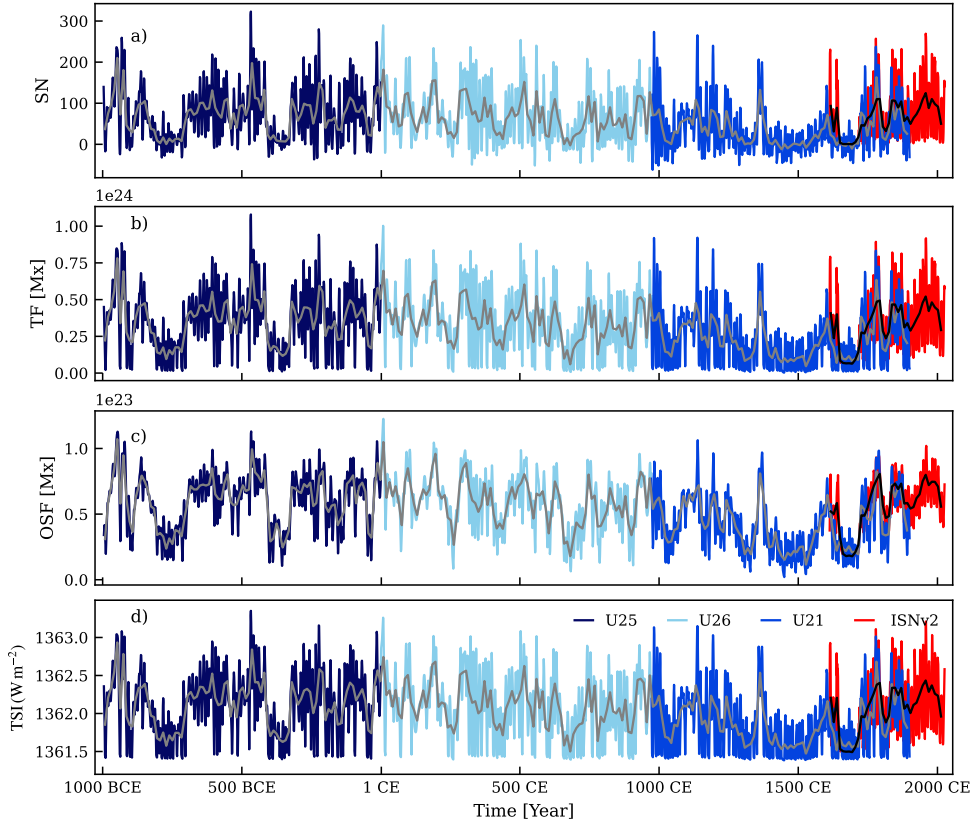 300
200
100
0
SN
a)
1e24
1.00
0.75
0.50
0.25
0.00
TF [Mx]
b)
1e23
1.0
0.5
0.0
OSF [Mx]
c)
1363.0
1362.5
1362.0
1361.5
TSI(W m−2)
d)
U25 U26 U21 ISNv2
1000 BCE 500 BCE 1 CE 500 CE 1000 CE 1500 CE 2000 CE
Time [Year]